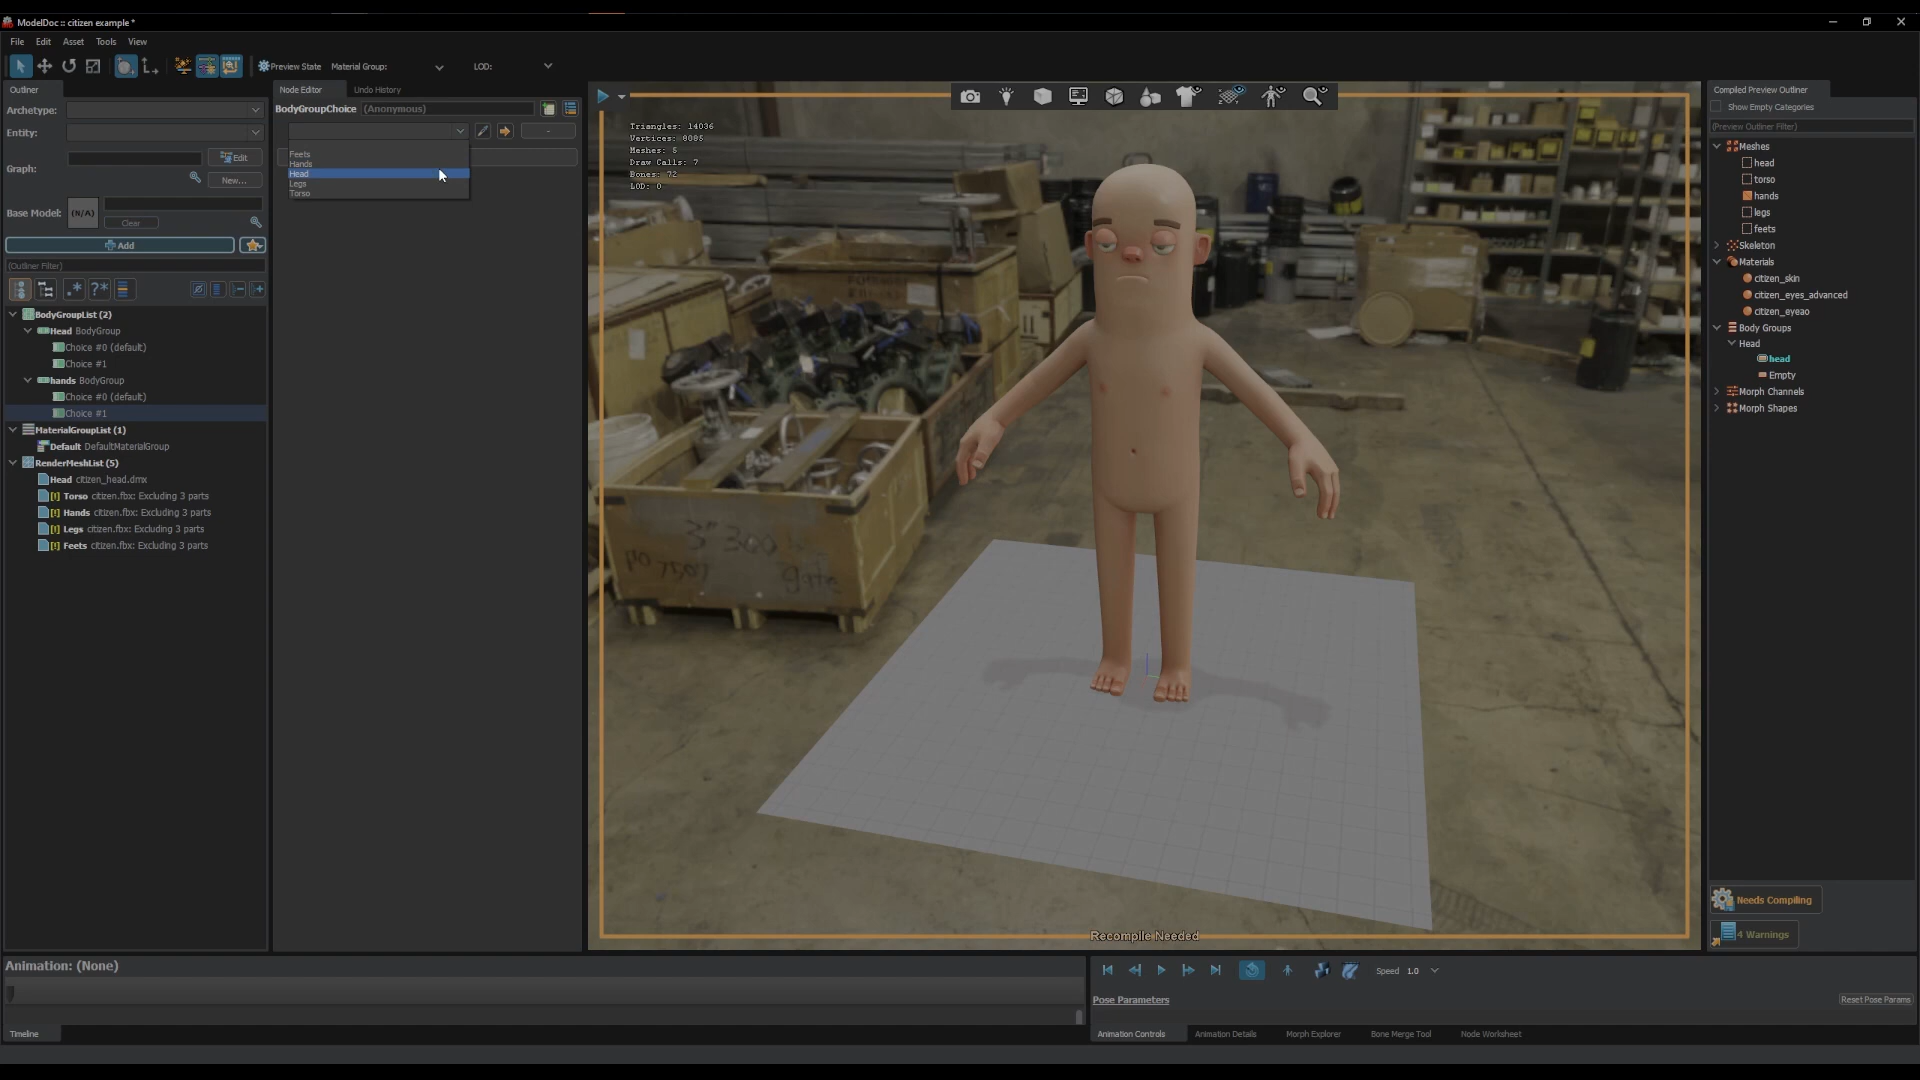 ModelDoc :: citizen example *
File Edit Asset Tools View
Preview State Material Group: LOD:
Outliner
Archetype:
Entity:
Graph:
Edit
New...
Base Model: (N/A)
Clear
Add
(Outliner Filter)
BodyGroupList (2)
Head BodyGroup
Choice #0 (default)
Choice #1
hands BodyGroup
Choice #0 (default)
Choice #1
MaterialGroupList (1)
Default DefaultMaterialGroup
RenderMeshList (5)
Head citizen_head.dmx
[!] Torso citizen.fbx: Excluding 3 parts
[!] Hands citizen.fbx: Excluding 3 parts
[!] Legs citizen.fbx: Excluding 3 parts
[!] Feets citizen.fbx: Excluding 3 parts
Node Editor Undo History
BodyGroupChoice (Anonymous)
-
Feets
Hands
Head
Legs
Torso
Triangles: 14036
Vertices: 8085
Meshes: 5
Draw Calls: 7
Bones: 72
LOD: 0
Recompile Needed
Compiled Preview Outliner
Show Empty Categories
(Preview Outliner Filter)
Meshes
head
torso
hands
legs
feets
Skeleton
Materials
citizen_skin
citizen_eyes_advanced
citizen_eyeao
Body Groups
Head
head
Empty
Morph Channels
Morph Shapes
Needs Compiling
4 Warnings
Animation: (None)
Timeline
Speed 1.0
Pose Parameters
Reset Pose Params
Animation Controls Animation Details Morph Explorer Bone Merge Tool Node Worksheet